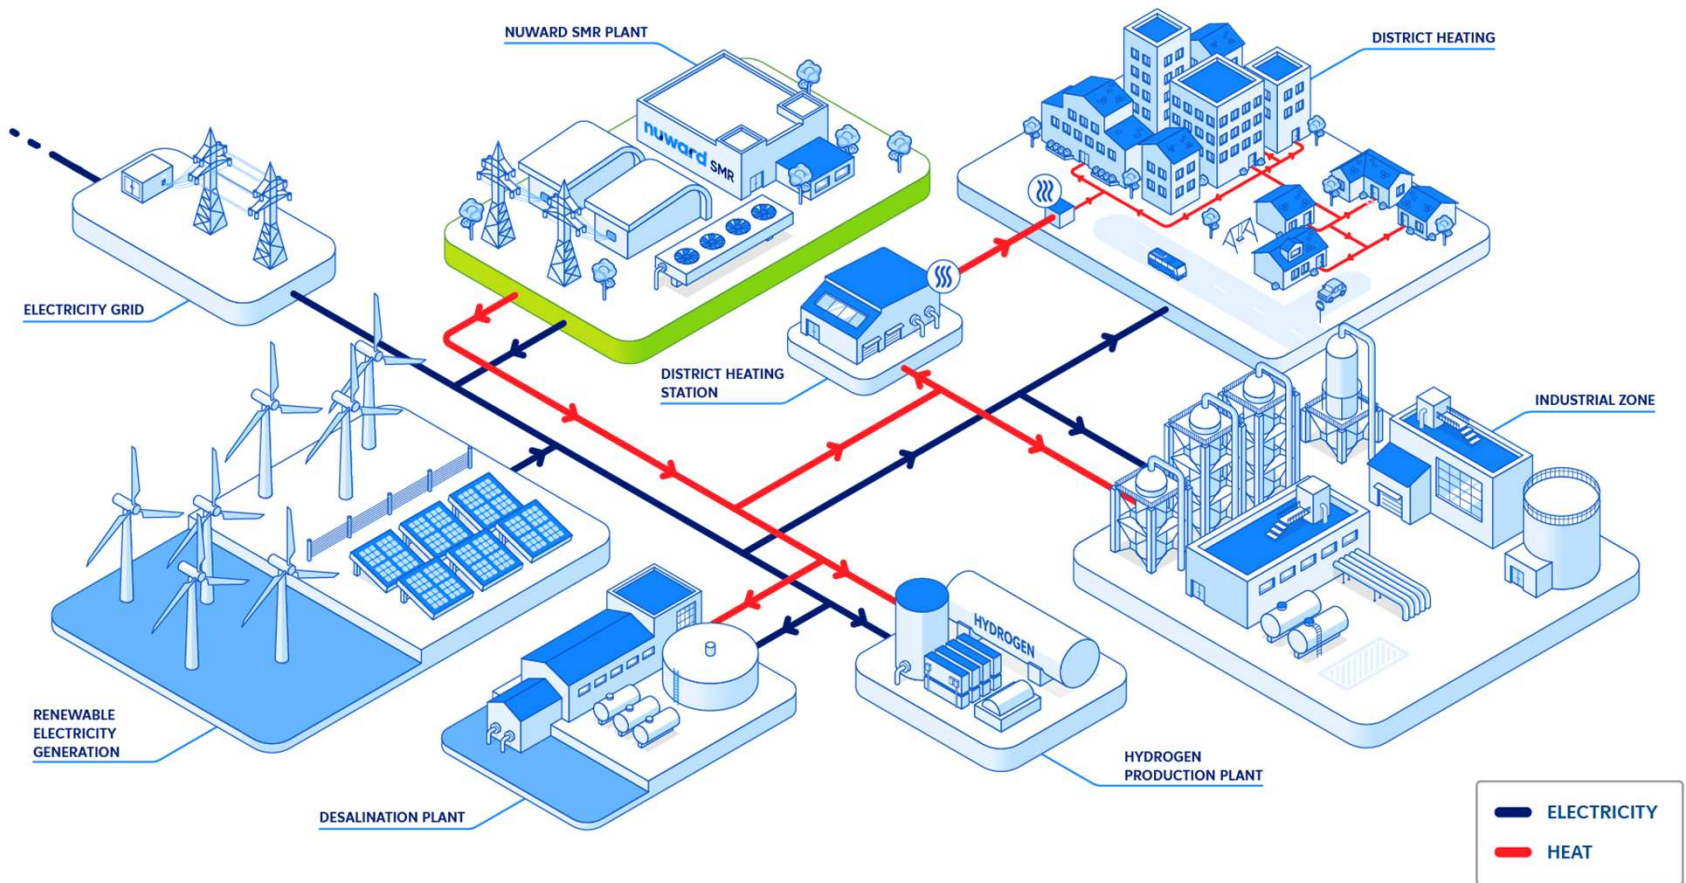 NUWARD SMR PLANT
DISTRICT HEATING
nuward SMR
ELECTRICITY GRID
DISTRICT HEATING
STATION
INDUSTRIAL ZONE
HYDROGEN
RENEWABLE
ELECTRICITY
GENERATION
HYDROGEN
PRODUCTION PLANT
DESALINATION PLANT
ELECTRICITY
HEAT